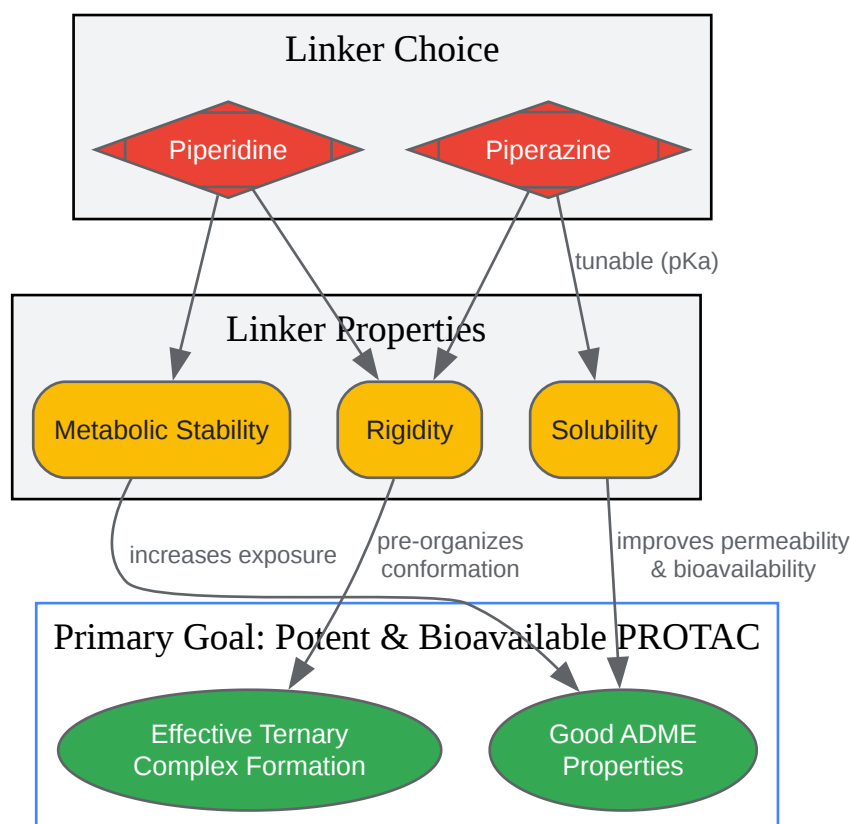 Linker Choice
Piperidine
Piperazine
tunable (pKa)
Linker Properties
Metabolic Stability
Rigidity
Solubility
increases exposure
pre-organizes
conformation
improves permeability
& bioavailability
Primary Goal: Potent & Bioavailable PROTAC
Effective Ternary
Complex Formation
Good ADME
Properties